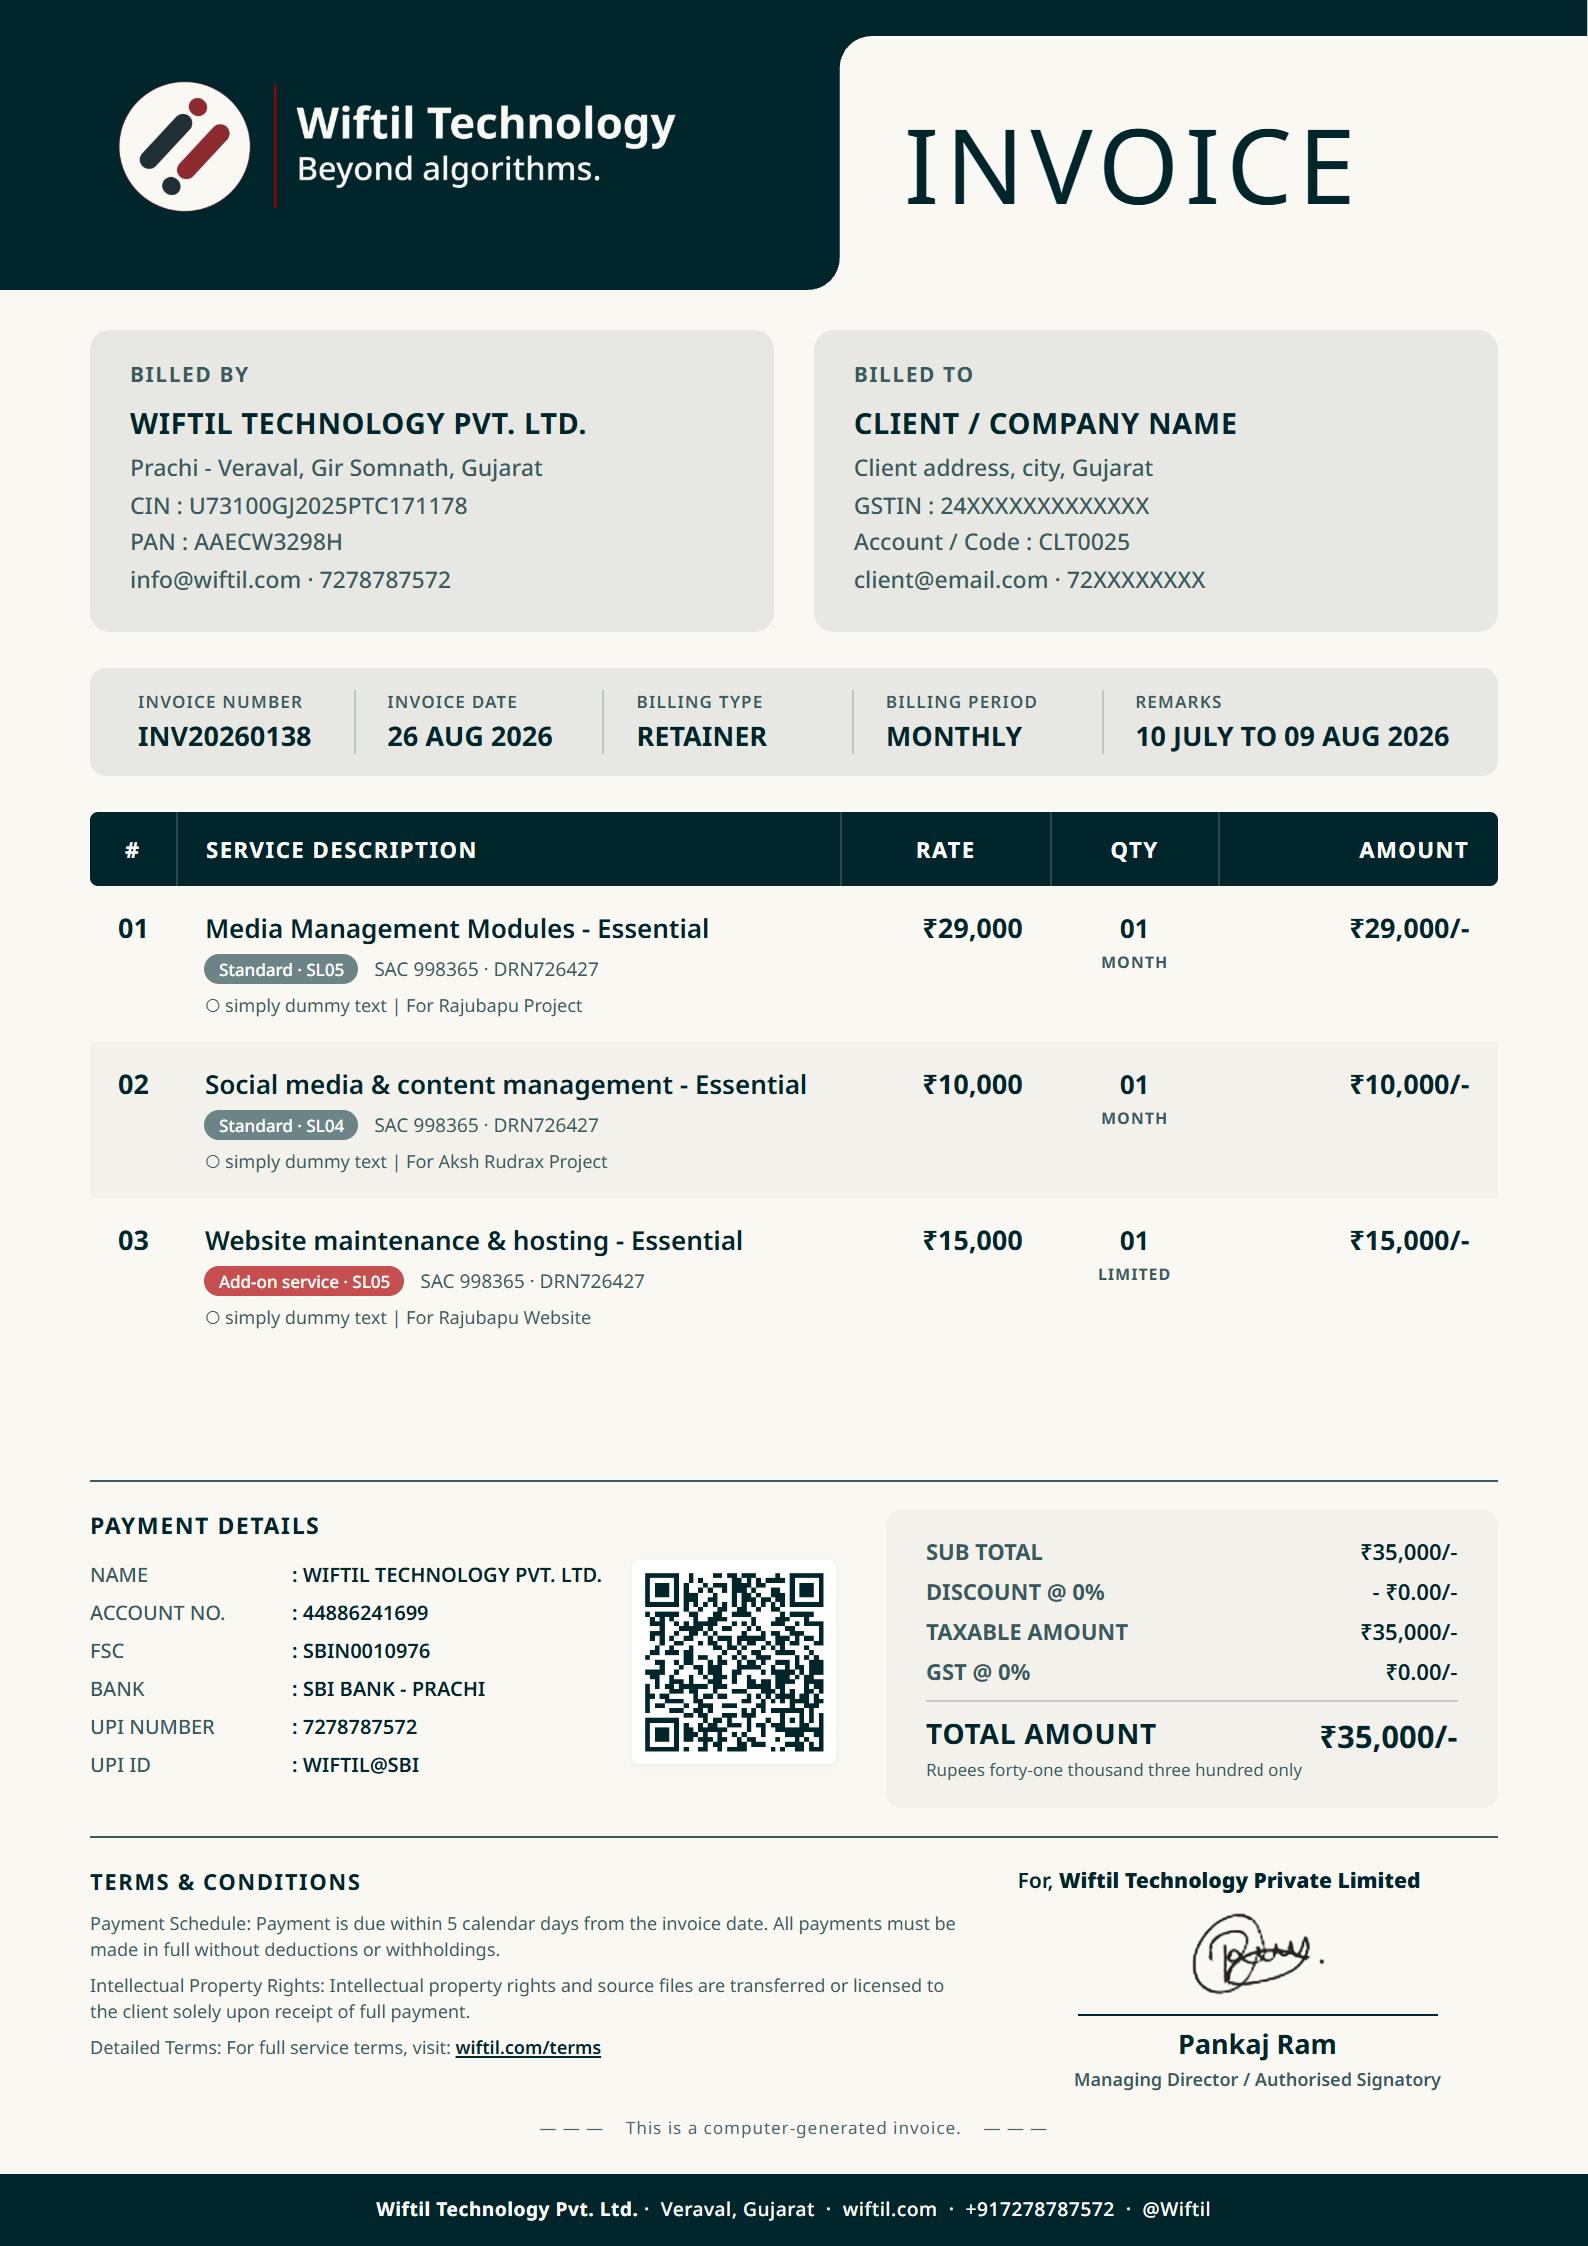 Wiftil Technology
Beyond algorithms.
INVOICE
BILLED BY
WIFTIL TECHNOLOGY PVT. LTD.
Prachi - Veraval, Gir Somnath, Gujarat
CIN : U73100GJ2025PTC171178
PAN : AAECW3298H
info@wiftil.com · 7278787572
BILLED TO
CLIENT / COMPANY NAME
Client address, city, Gujarat
GSTIN : 24XXXXXXXXXXXXX
Account / Code : CLT0025
client@email.com · 72XXXXXXXX
INVOICE NUMBER
INV20260138
INVOICE DATE
26 AUG 2026
BILLING TYPE
RETAINER
BILLING PERIOD
MONTHLY
REMARKS
10 JULY TO 09 AUG 2026
# SERVICE DESCRIPTION RATE QTY AMOUNT
01 Media Management Modules - Essential ₹29,000 01 ₹29,000/-
Standard · SL05 SAC 998365 · DRN726427 MONTH
○ simply dummy text | For Rajubapu Project
02 Social media & content management - Essential ₹10,000 01 ₹10,000/-
Standard · SL04 SAC 998365 · DRN726427 MONTH
○ simply dummy text | For Aksh Rudrax Project
03 Website maintenance & hosting - Essential ₹15,000 01 ₹15,000/-
Add-on service · SL05 SAC 998365 · DRN726427 LIMITED
○ simply dummy text | For Rajubapu Website
PAYMENT DETAILS
NAME : WIFTIL TECHNOLOGY PVT. LTD.
ACCOUNT NO. : 44886241699
FSC : SBIN0010976
BANK : SBI BANK - PRACHI
UPI NUMBER : 7278787572
UPI ID : WIFTIL@SBI
SUB TOTAL ₹35,000/-
DISCOUNT @ 0% - ₹0.00/-
TAXABLE AMOUNT ₹35,000/-
GST @ 0% ₹0.00/-
TOTAL AMOUNT ₹35,000/-
Rupees forty-one thousand three hundred only
TERMS & CONDITIONS
Payment Schedule: Payment is due within 5 calendar days from the invoice date. All payments must be
made in full without deductions or withholdings.
Intellectual Property Rights: Intellectual property rights and source files are transferred or licensed to
the client solely upon receipt of full payment.
Detailed Terms: For full service terms, visit: wiftil.com/terms
For, Wiftil Technology Private Limited
Pankaj Ram
Managing Director / Authorised Signatory
— — — This is a computer-generated invoice. — — —
Wiftil Technology Pvt. Ltd. · Veraval, Gujarat · wiftil.com · +917278787572 · @Wiftil